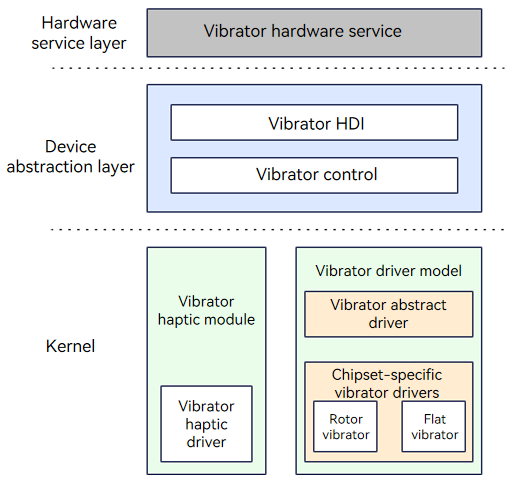 Hardware
service layer
Vibrator hardware service
Device
abstraction layer
Vibrator HDI
Vibrator control
Kernel
Vibrator
haptic module
Vibrator
haptic
driver
Vibrator driver model
Vibrator abstract
driver
Chipset-specific
vibrator drivers
Rotor
vibrator
Flat
vibrator